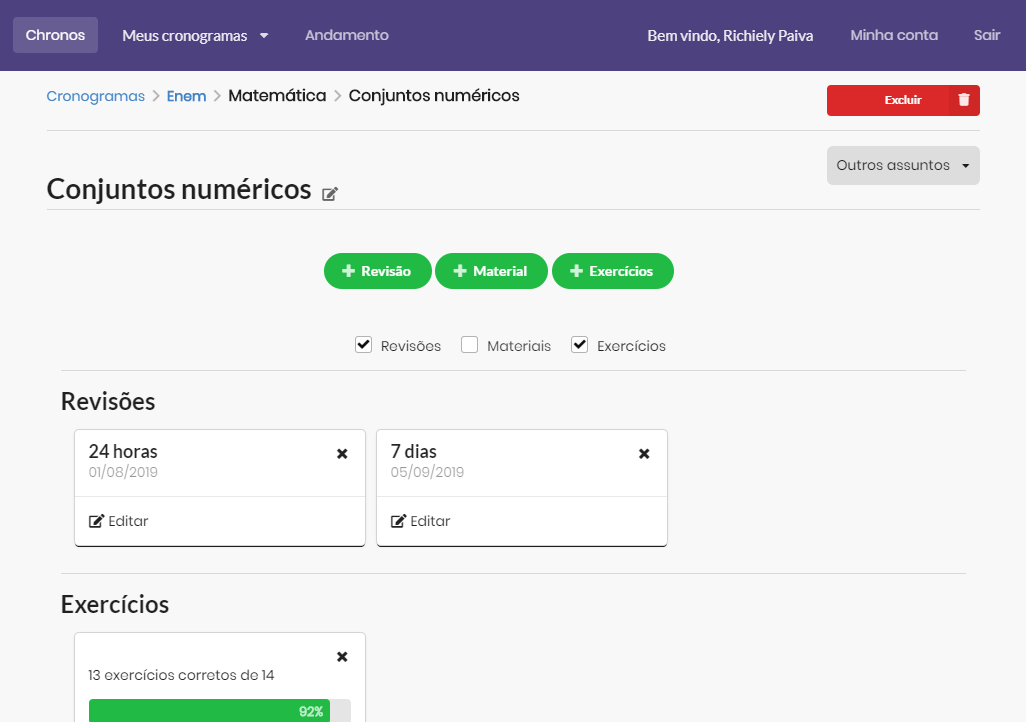 Chronos Meus cronogramas Andamento Bem vindo, Richiely Paiva Minha conta Sair
Cronogramas > Enem > Matemática > Conjuntos numéricos Excluir
Outros assuntos
Conjuntos numéricos
+ Revisão + Material + Exercícios
Revisões Materiais Exercícios
Revisões
24 horas 7 dias
01/08/2019 05/09/2019
Editar Editar
Exercícios
13 exercícios corretos de 14
92%